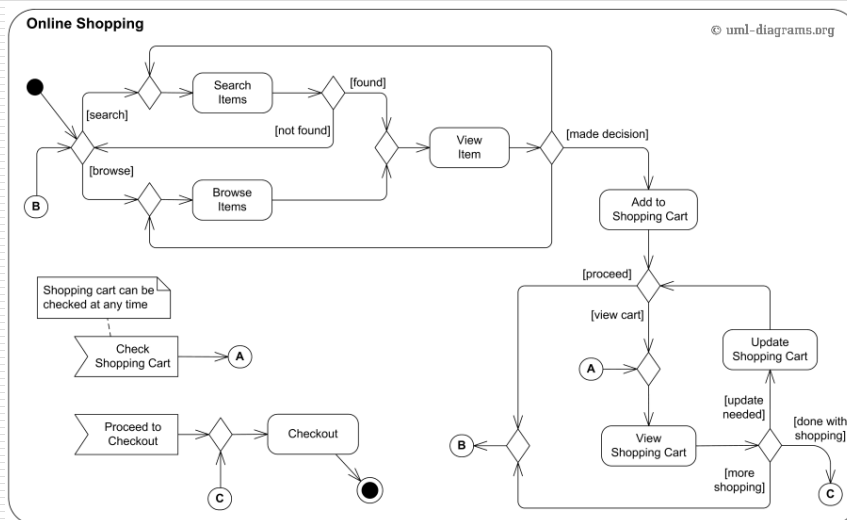 Online Shopping
© uml-diagrams.org
Search
Items
[found]
[search]
[not found]
[made decision]
View
Item
[browse]
Browse
Items
B
Add to
Shopping Cart
Shopping cart can be
checked at any time
[proceed]
[view cart]
Check
Shopping Cart
A
A
Update
Shopping Cart
[update
needed]
[done with
shopping]
Proceed to
Checkout
Checkout
B
View
Shopping Cart
[more
shopping]
C
C